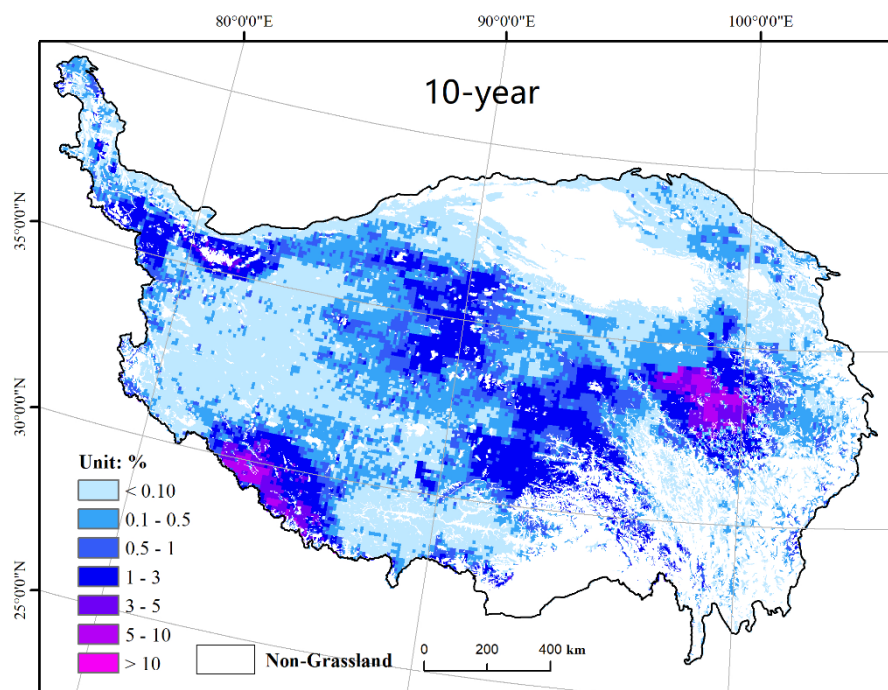 80°0'0"E 90°0'0"E 100°0'0"E
10-year
35°0'0"N
30°0'0"N
25°0'0"N
Unit: %
< 0.10
0.1 - 0.5
0.5 - 1
1 - 3
3 - 5
5 - 10
> 10
Non-Grassland
0 200 400 km